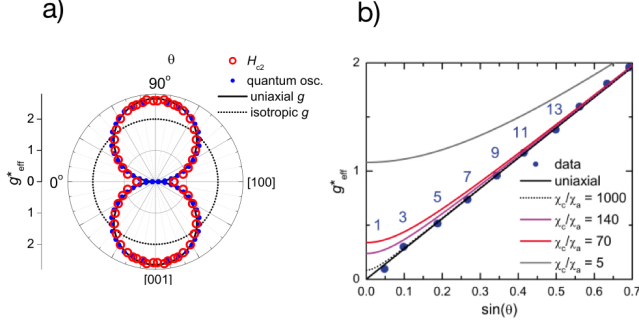 a)
θ
90°
H_c2
quantum osc.
uniaxial g
isotropic g
g*_eff
2
1
0
1
2
0°
[100]
[001]
b)
g*_eff
2
1
0
0.0 0.1 0.2 0.3 0.4 0.5 0.6 0.7
sin(θ)
1 3 5 7 9 11 13
data
uniaxial
χ_c/χ_a = 1000
χ_c/χ_a = 140
χ_c/χ_a = 70
χ_c/χ_a = 5